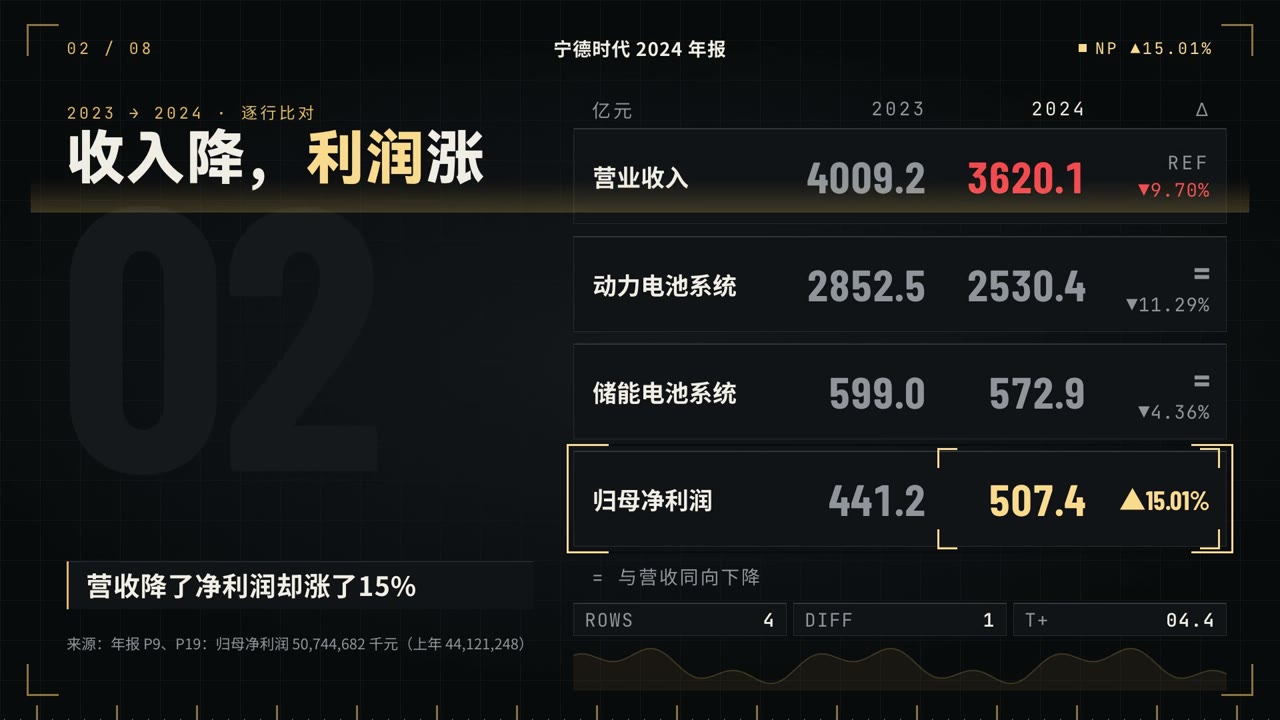 02 / 08
宁德时代 2024 年报
■ NP ▲15.01%
2023 → 2024 · 逐行比对
收入降，利润涨
02
亿元 2023 2024 Δ
营业收入 4009.2 3620.1 REF ▼9.70%
动力电池系统 2852.5 2530.4 = ▼11.29%
储能电池系统 599.0 572.9 = ▼4.36%
归母净利润 441.2 507.4 ▲15.01%
= 与营收同向下降
营收降了净利润却涨了15%
ROWS 4 DIFF 1 T+ 04.4
来源：年报 P9、P19：归母净利润 50,744,682 千元（上年 44,121,248）